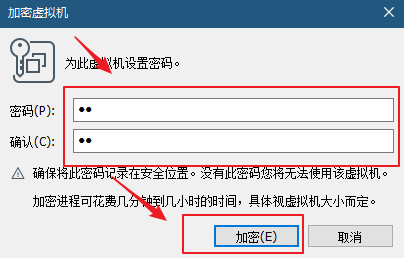 加密虚拟机
为此虚拟机设置密码。
密码(P):
••
确认(C):
••
确保将此密码记录在安全位置。没有此密码您将无法使用该虚拟机。
加密进程可花费几分钟到几小时的时间，具体视虚拟机大小而定。
加密(E)
取消